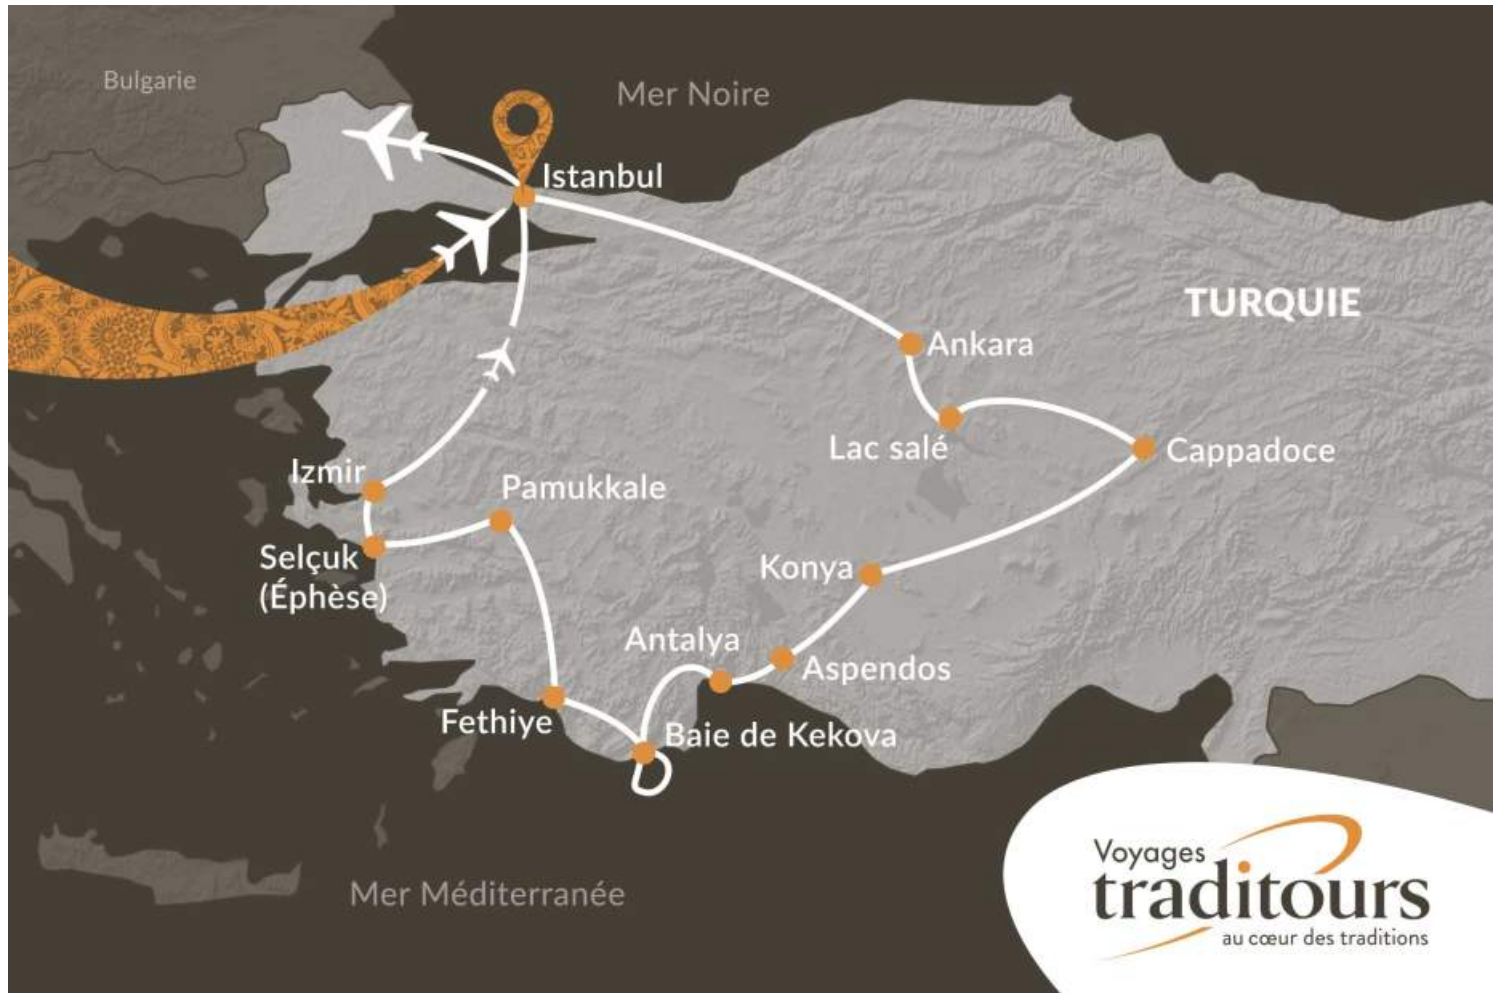 Bulgarie
Mer Noire
Istanbul
TURQUIE
Ankara
Lac salé
Cappadoce
Izmir
Pamukkale
Selçuk
(Éphèse)
Konya
Antalya
Aspendos
Fethiye
Baie de Kekova
Mer Méditerranée
Voyages
traditours
au cœur des traditions